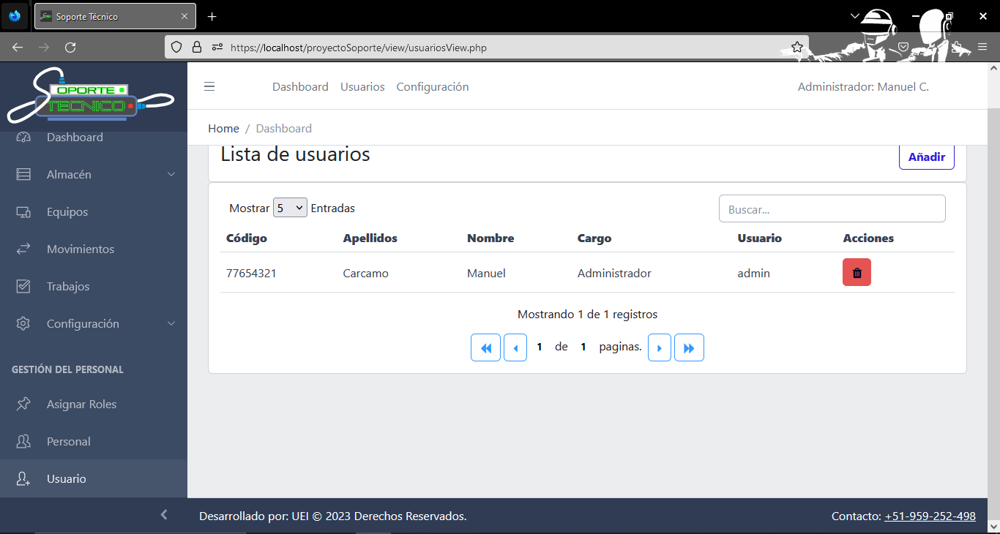 Soporte Técnico
https://localhost/proyectoSoporte/view/usuariosView.php
OPORTE
TECNICO
Dashboard Usuarios Configuración Administrador: Manuel C.
Home / Dashboard
Dashboard
Almacén
Equipos
Movimientos
Trabajos
Configuración
GESTIÓN DEL PERSONAL
Asignar Roles
Personal
Usuario
Lista de usuarios Añadir
Mostrar 5 Entradas Buscar...
Código Apellidos Nombre Cargo Usuario Acciones
77654321 Carcamo Manuel Administrador admin
Mostrando 1 de 1 registros
1 de 1 paginas.
Desarrollado por: UEI © 2023 Derechos Reservados. Contacto: +51-959-252-498